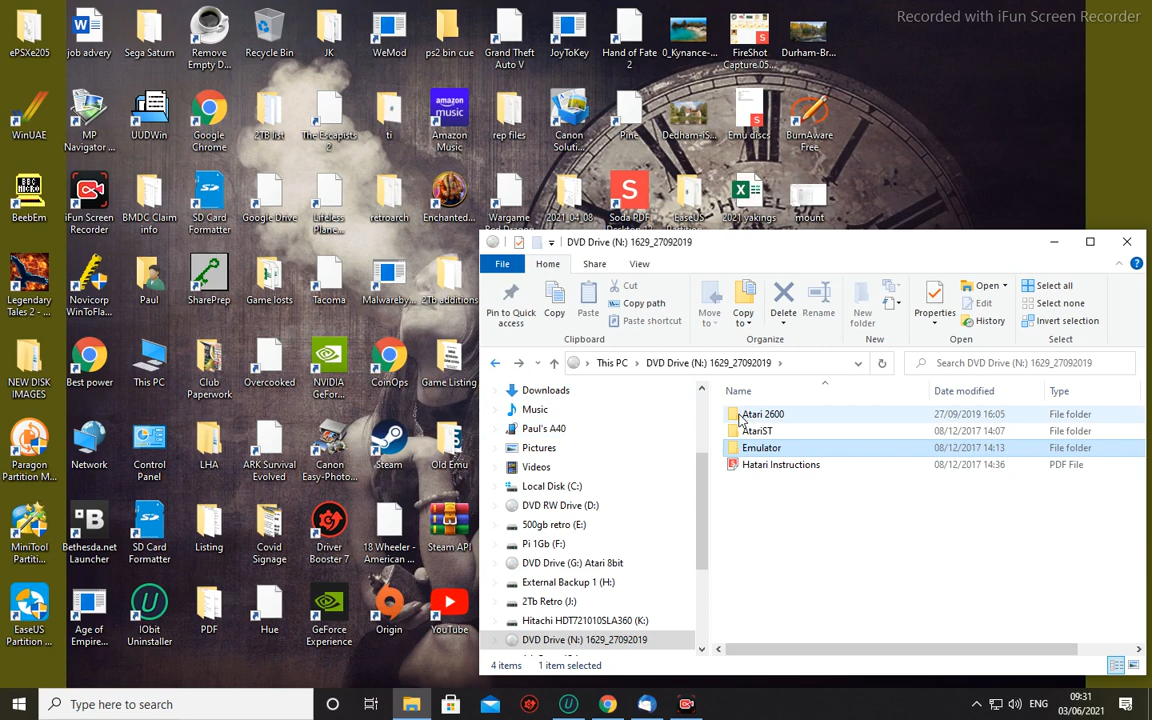 Recorded with iFun Screen Recorder
ePSXe205
job advery
Sega Saturn
Remove Empty D...
Recycle Bin
JK
WeMod
ps2 bin cue
Grand Theft Auto V
JoyToKey
Hand of Fate 2
0_Kynance-...
FireShot Capture 05...
Durham-Br...
WinUAE
MP Navigator ...
UUDWin
Google Chrome
2TB list
The Escapists 2
ti
Amazon Music
rep files
Canon Soluti...
Pine
Dedham-iS...
Emu discs
BurnAware Free
BeebEm
iFun Screen Recorder
BMDC Claim info
SD Card Formatter
Google Drive
Lifeless Plane...
retroarch
Enchanted...
Wargame
2021_04_08
Soda PDF
EaseUS
2021 yakings
mount
Legendary Tales 2 - ...
Novicorp WinToFla...
Paul
SharePrep
Game losts
Tacoma
Malwareby...
2Tb additions
NEW DISK IMAGES
Best power
This PC
Club Paperwork
Overcooked
NVIDIA GeFor...
CoinOps
Game Listing
Paragon Partition M...
Network
Control Panel
LHA
ARK Survival Evolved
Canon Easy-Photo...
Steam
Old Emu
MiniTool Partiti...
Bethesda.net Launcher
SD Card Formatter
Listing
Covid Signage
Driver Booster 7
18 Wheeler - American ...
Steam API
EaseUS Partition ...
Age of Empire...
IObit Uninstaller
PDF
Hue
GeForce Experience
Origin
YouTube
DVD Drive (N:) 1629_27092019
File
Home
Share
View
Pin to Quick access
Copy
Paste
Cut
Copy path
Paste shortcut
Clipboard
Move to
Copy to
Delete
Rename
Organize
New folder
New
Properties
Open
Edit
History
Open
Select all
Select none
Invert selection
Select
This PC > DVD Drive (N:) 1629_27092019 >
Search DVD Drive (N:) 1629_27092019
Downloads
Music
Paul's A40
Pictures
Videos
Local Disk (C:)
DVD RW Drive (D:)
500gb retro (E:)
Pi 1Gb (F:)
DVD Drive (G:) Atari 8bit
External Backup 1 (H:)
2Tb Retro (J:)
Hitachi HDT721010SLA360 (K:)
DVD Drive (N:) 1629_27092019
Name Date modified Type
Atari 2600 27/09/2019 16:05 File folder
AtariST 08/12/2017 14:07 File folder
Emulator 08/12/2017 14:13 File folder
Hatari Instructions 08/12/2017 14:36 PDF File
4 items 1 item selected
Type here to search
ENG
09:31
03/06/2021